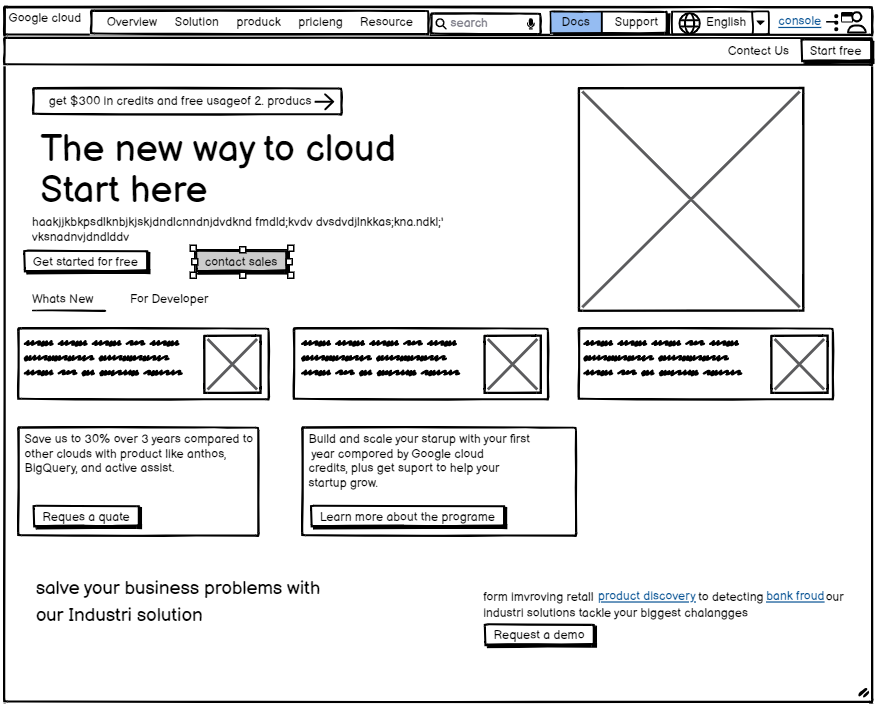 Google cloud
Overview Solution produck pricieng Resource
search
Docs Support
English
console
Contect Us
Start free
get $300 in credits and free usageof 2. producs
The new way to cloud
Start here
haakjjkbkpsdlknbjkjskjdndlcnndnjdvdknd fmdld;kvdv dvsdvdjlnkkas;kna.ndkl;'
vksnadnvjdndlddv
Get started for free
contact sales
Whats New For Developer
Save us to 30% over 3 years compared to
other clouds with product like anthos,
BigQuery, and active assist.
Reques a quate
Build and scale your starup with your first
year compored by Google cloud
credits, plus get suport to help your
startup grow.
Learn more about the programe
salve your business problems with
our Industri solution
form imvroving retall product discovery to detecting bank froud our
industri solutions tackle your biggest chalangges
Request a demo